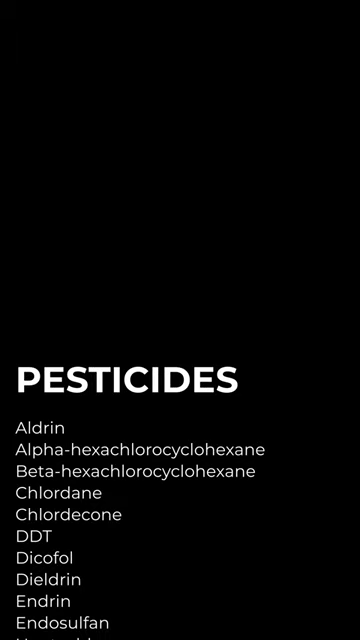 PESTICIDES
Aldrin
Alpha-hexachlorocyclohexane
Beta-hexachlorocyclohexane
Chlordane
Chlordecone
DDT
Dicofol
Dieldrin
Endrin
Endosulfan